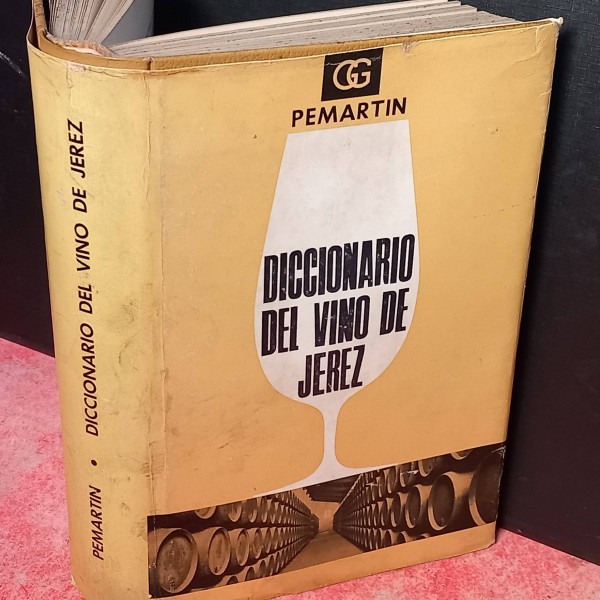 GG
PEMARTIN
DICCIONARIO
DEL VINO DE
JEREZ
PEMARTIN • DICCIONARIO DEL VINO DE JEREZ